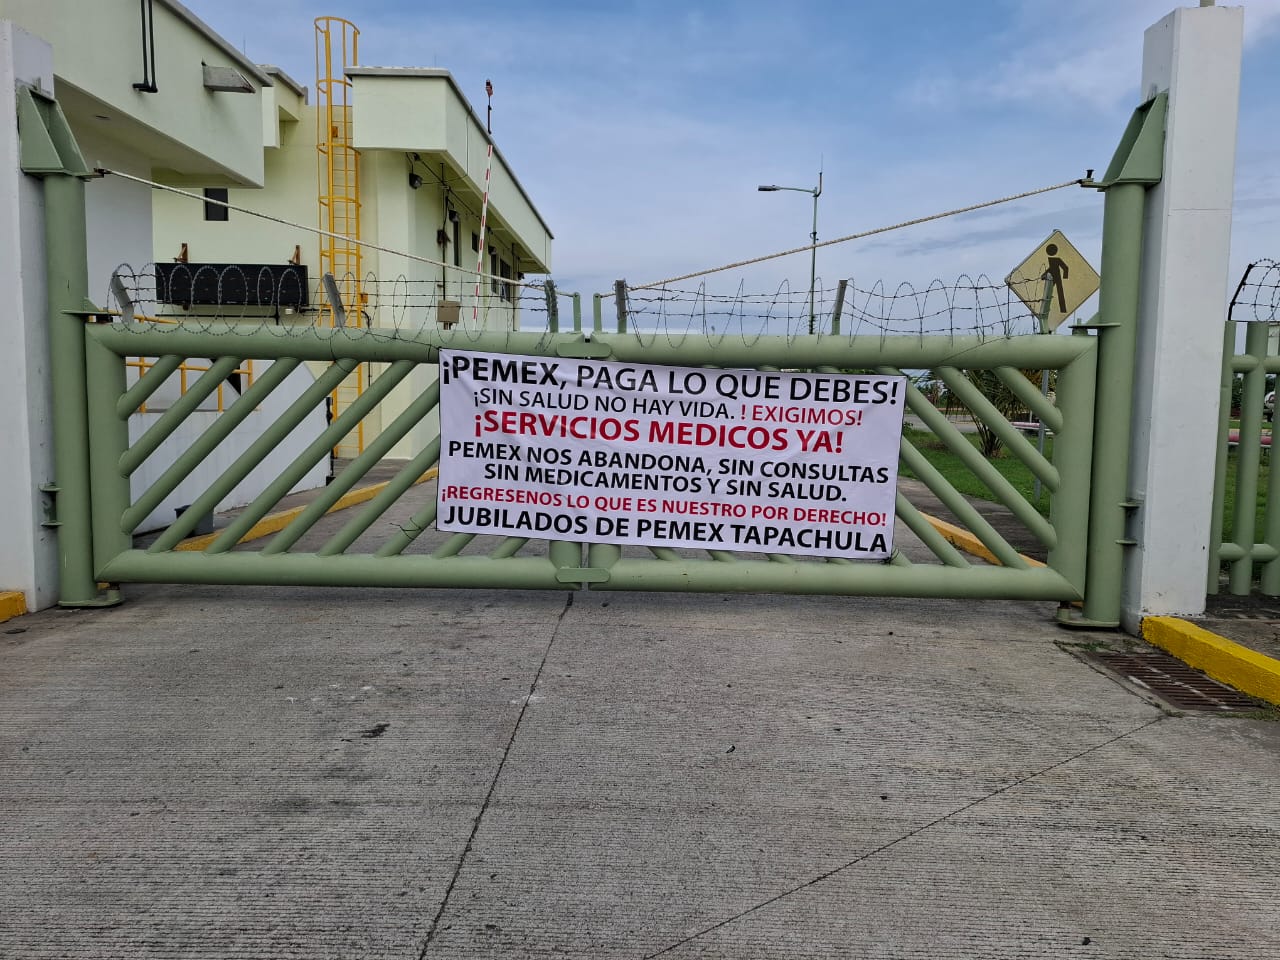 ¡PEMEX, PAGA LO QUE DEBES!
¡SIN SALUD NO HAY VIDA. ! EXIGIMOS!
¡SERVICIOS MEDICOS YA!
PEMEX NOS ABANDONA, SIN CONSULTAS
SIN MEDICAMENTOS Y SIN SALUD.
¡REGRESENOS LO QUE ES NUESTRO POR DERECHO!
JUBILADOS DE PEMEX TAPACHULA